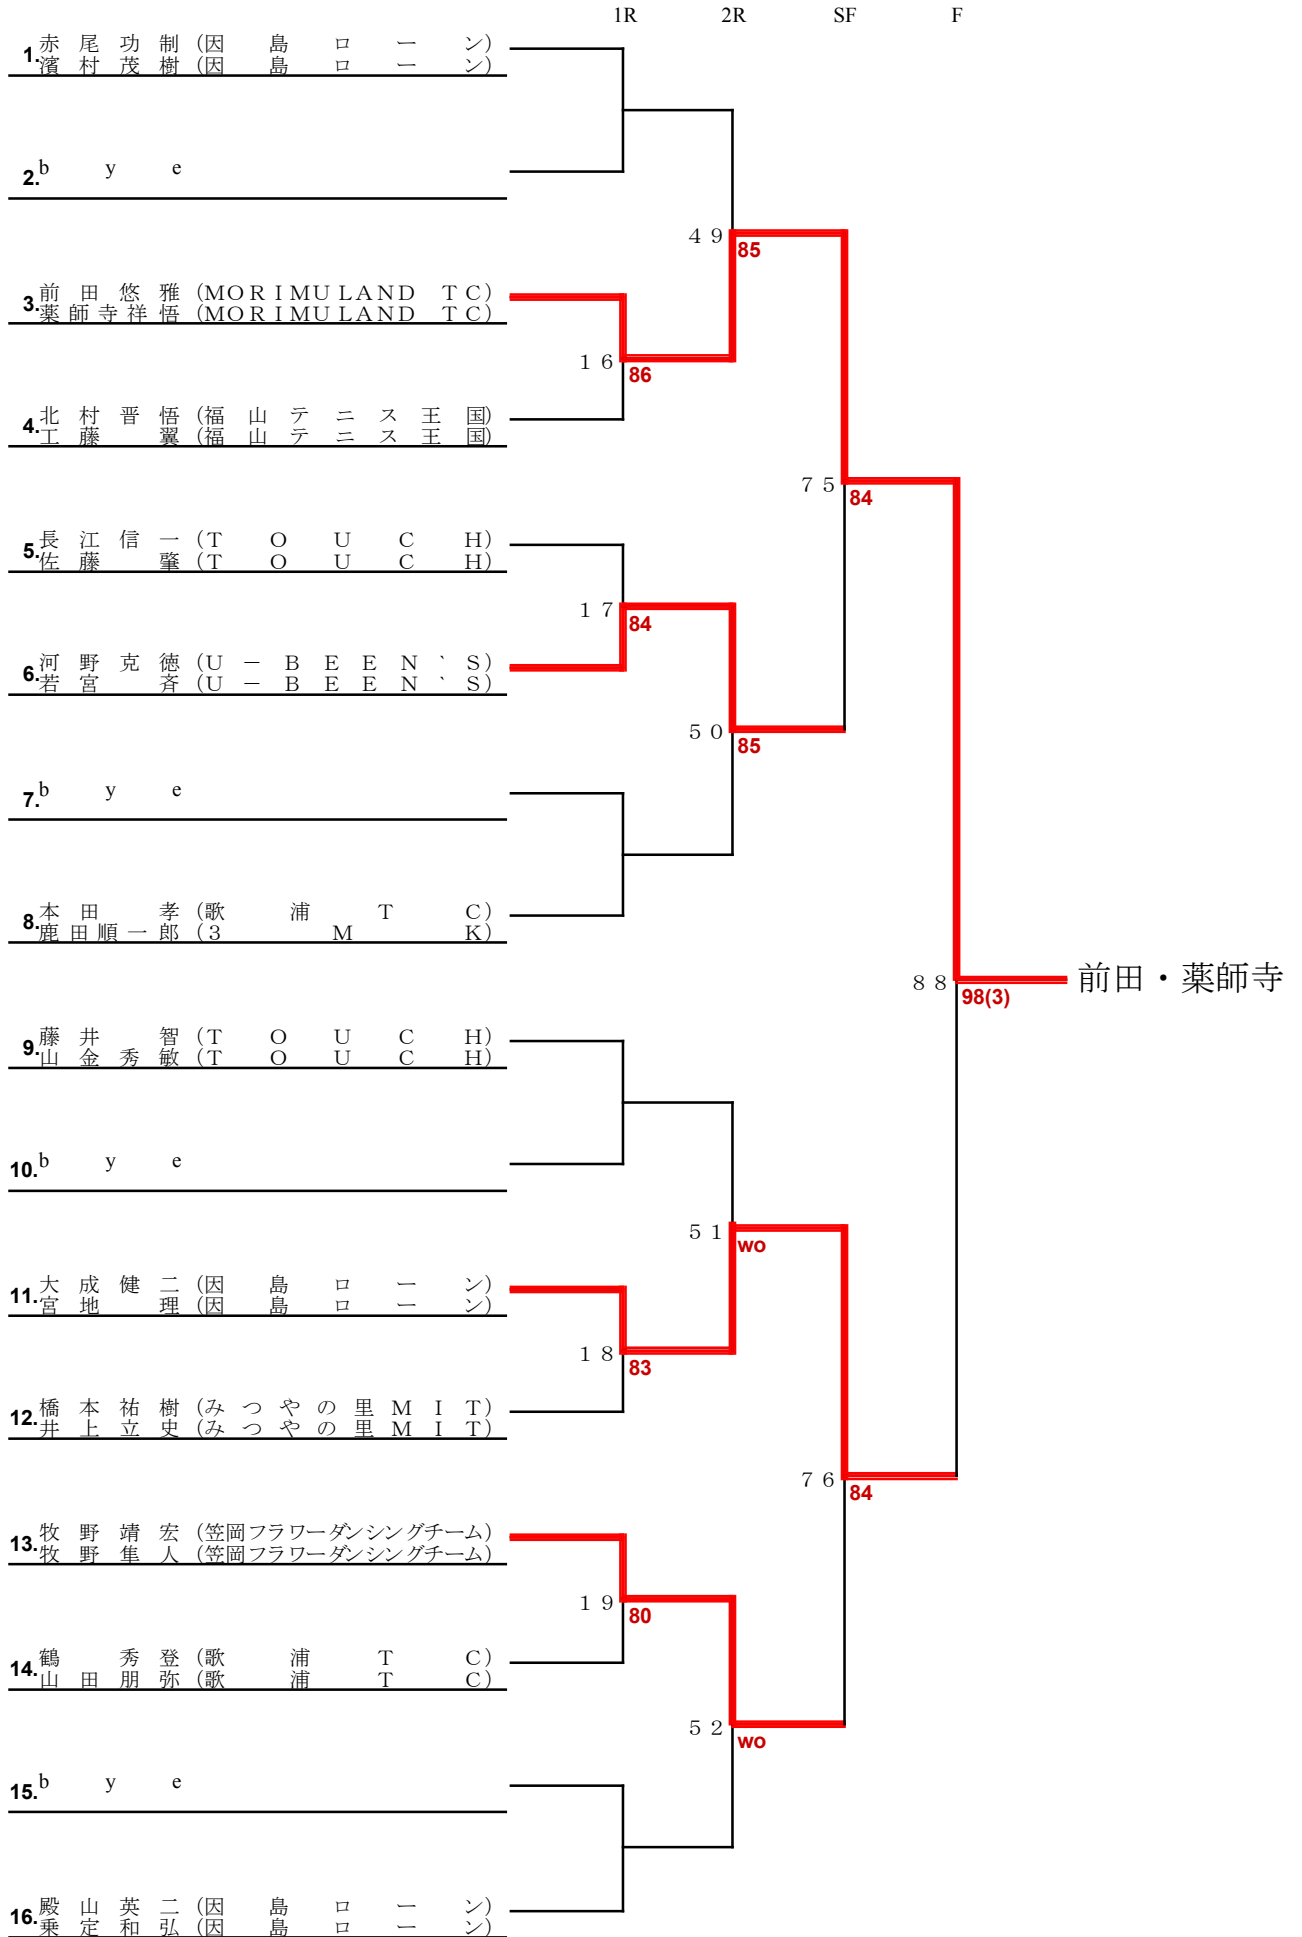 1R 2R SF F
1. 赤尾功制 (因島ローン)
濱村茂樹 (因島ローン)
2. bye
49
85
3. 前田悠雅 (MORIMULAND TC)
薬師寺祥悟 (MORIMULAND TC)
16
86
4. 北村晋悟 (福山テニス王国)
工藤翼 (福山テニス王国)
75
84
5. 長江信一 (TOUCH)
佐藤肇 (TOUCH)
17
84
6. 河野克徳 (U－BEEN｀S)
若宮斉 (U－BEEN｀S)
50
85
7. bye
8. 本田孝 (歌浦TC)
鹿田順一郎 (3MK)
88
98(3)
前田・薬師寺
9. 藤井智 (TOUCH)
山金秀敏 (TOUCH)
10. bye
51
wo
11. 大成健二 (因島ローン)
宮地理 (因島ローン)
18
83
12. 橋本祐樹 (みつやの里MIT)
井上立史 (みつやの里MIT)
76
84
13. 牧野靖宏 (笠岡フラワーダンシングチーム)
牧野隼人 (笠岡フラワーダンシングチーム)
19
80
14. 鶴秀登 (歌浦TC)
山田朋弥 (歌浦TC)
52
wo
15. bye
16. 殿山英二 (因島ローン)
乗定和弘 (因島ローン)